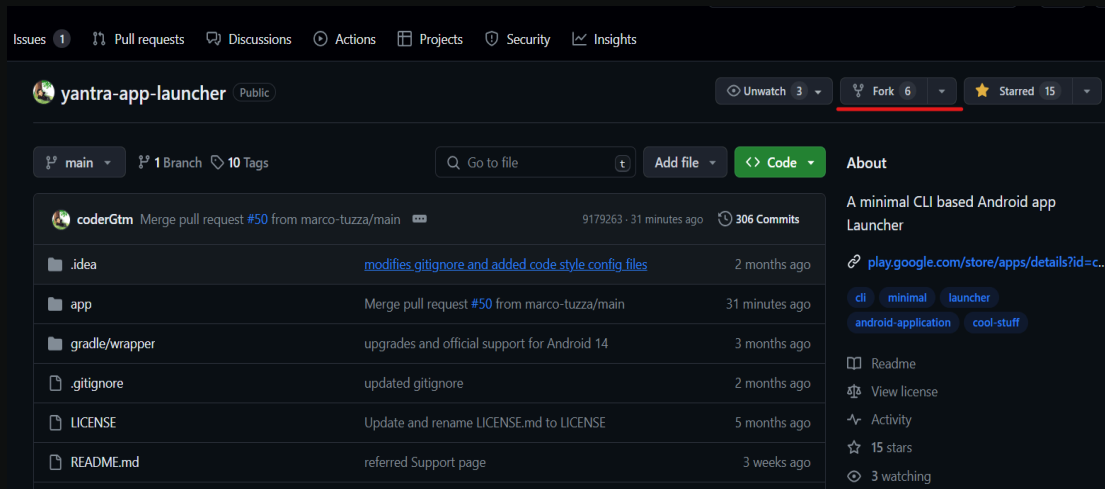 Issues 1 Pull requests Discussions Actions Projects Security Insights
yantra-app-launcher Public Unwatch 3 Fork 6 Starred 15
main 1 Branch 10 Tags Go to file t Add file Code
coderGtm Merge pull request #50 from marco-tuzza/main 9179263 · 31 minutes ago 306 Commits
.idea modifies gitignore and added code style config files 2 months ago
app Merge pull request #50 from marco-tuzza/main 31 minutes ago
gradle/wrapper upgrades and official support for Android 14 3 months ago
.gitignore updated gitignore 2 months ago
LICENSE Update and rename LICENSE.md to LICENSE 5 months ago
README.md referred Support page 3 weeks ago
About
A minimal CLI based Android app
Launcher
play.google.com/store/apps/details?id=c...
cli minimal launcher
android-application cool-stuff
Readme
View license
Activity
15 stars
3 watching